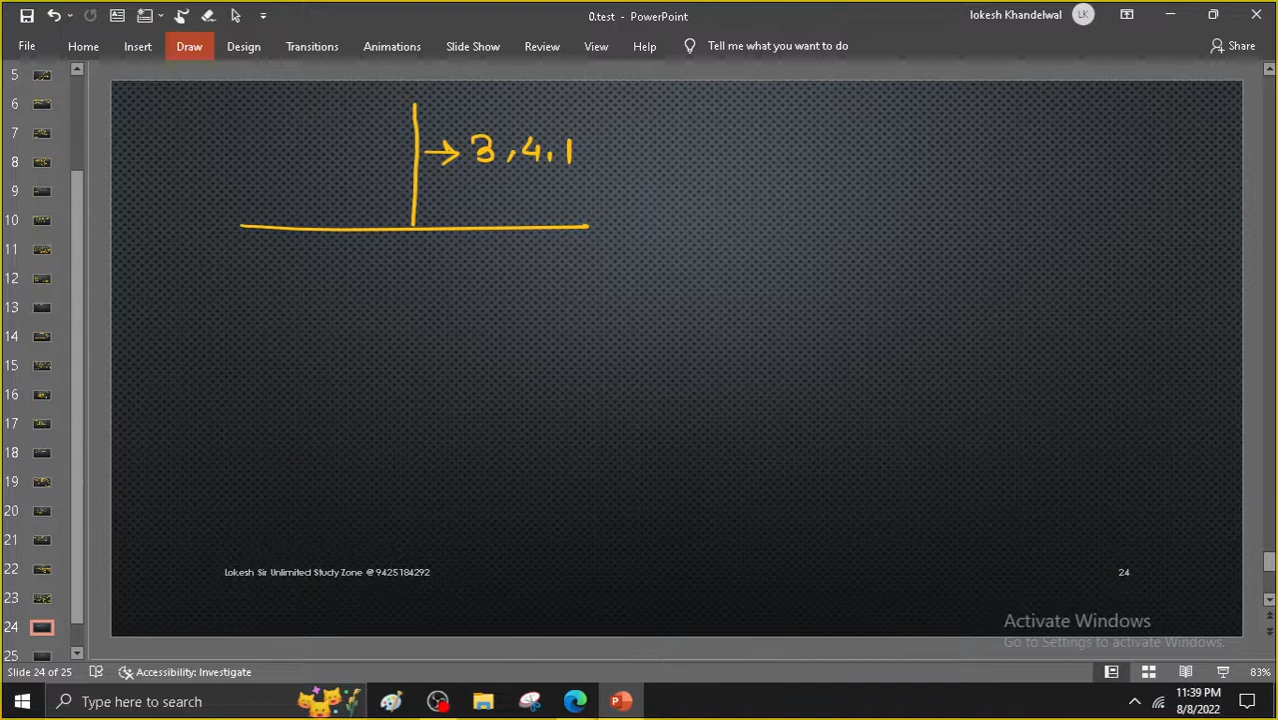 0.test - PowerPoint
lokesh Khandelwal
LK
File
Home
Insert
Draw
Design
Transitions
Animations
Slide Show
Review
View
Help
Tell me what you want to do
Share
5
6
7
8
9
10
11
12
13
14
15
16
17
18
19
20
21
22
23
24
25
→ 3, 4, 1
Lokesh Sir Unlimited Study Zone @ 9425184292
24
Activate Windows
Go to Settings to activate Windows.
Slide 24 of 25
Accessibility: Investigate
83%
Type here to search
11:39 PM
8/8/2022